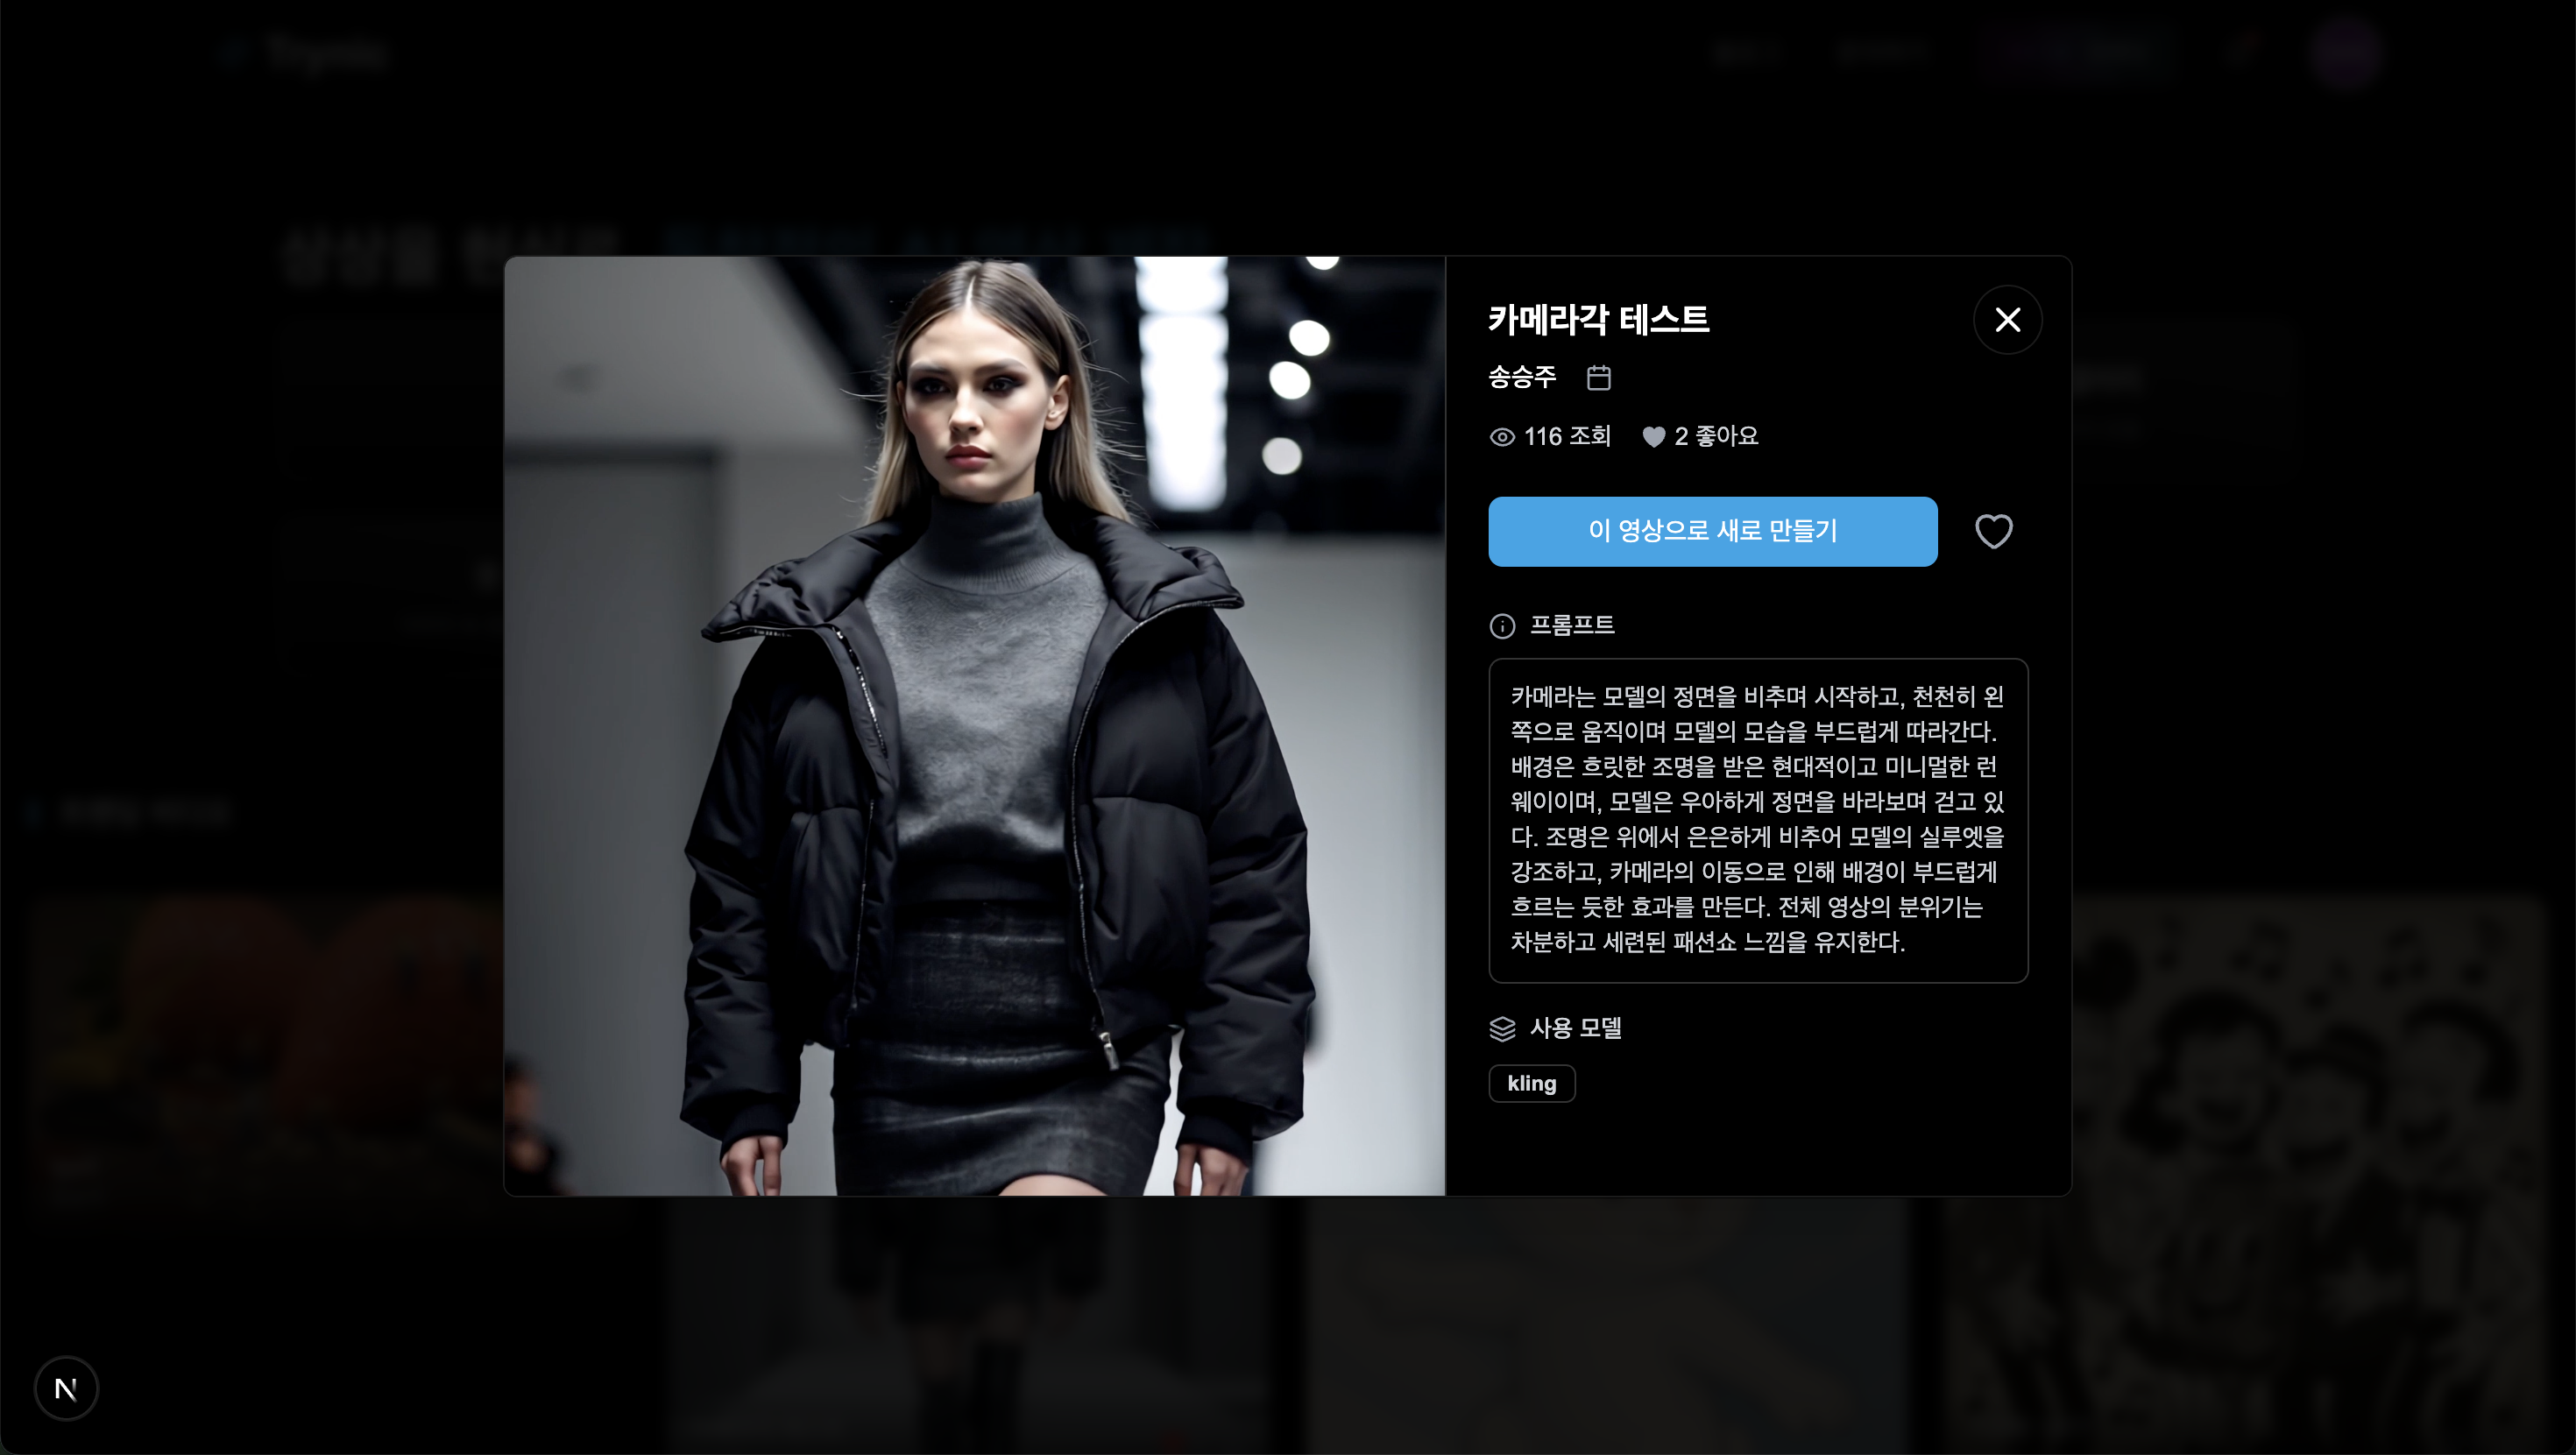 카메라각 테스트
송승주
116 조회 2 좋아요
이 영상으로 새로 만들기
프롬프트
카메라는 모델의 정면을 비추며 시작하고, 천천히 왼
쪽으로 움직이며 모델의 모습을 부드럽게 따라간다.
배경은 흐릿한 조명을 받은 현대적이고 미니멀한 런
웨이이며, 모델은 우아하게 정면을 바라보며 걷고 있
다. 조명은 위에서 은은하게 비추어 모델의 실루엣을
강조하고, 카메라의 이동으로 인해 배경이 부드럽게
흐르는 듯한 효과를 만든다. 전체 영상의 분위기는
차분하고 세련된 패션쇼 느낌을 유지한다.
사용 모델
kling
N